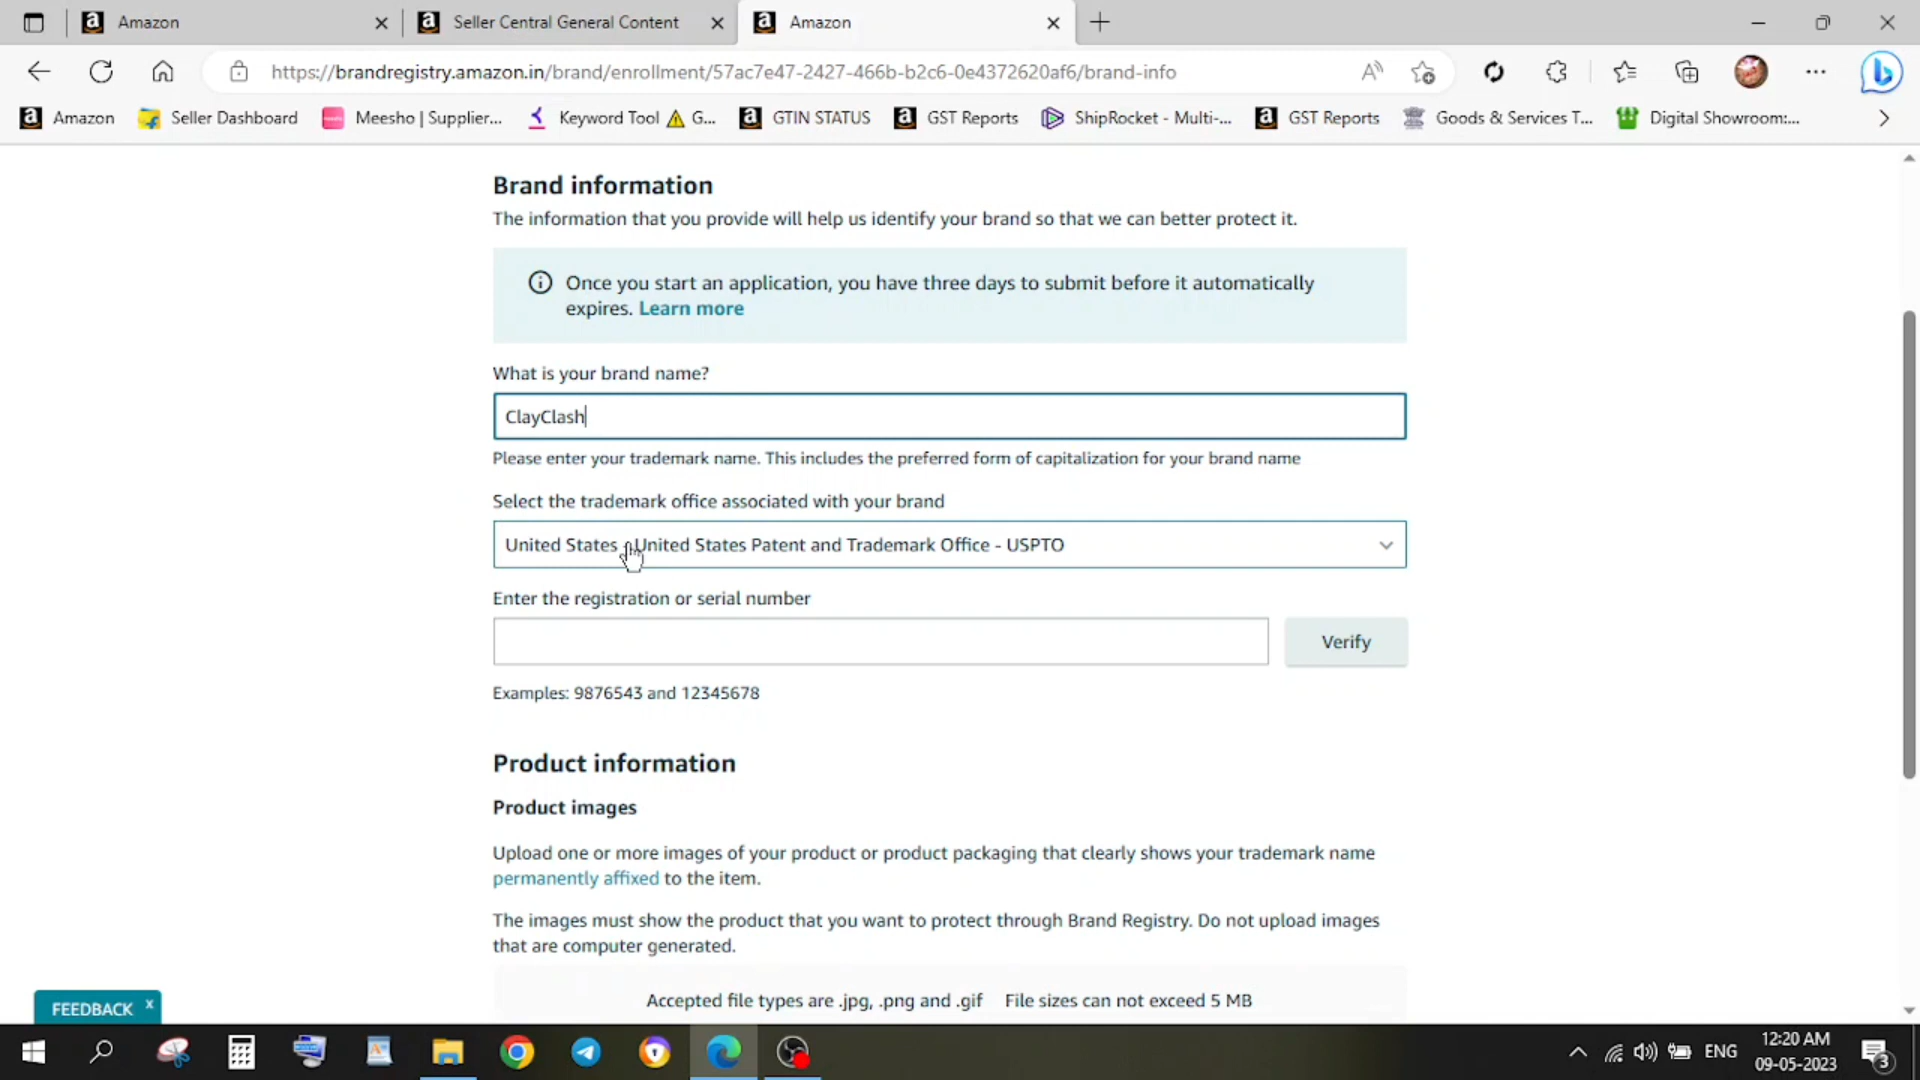 Amazon
Seller Central General Content
Amazon
https://brandregistry.amazon.in/brand/enrollment/57ac7e47-2427-466b-b2c6-0e4372620af6/brand-info
Amazon Seller Dashboard Meesho | Supplier... Keyword Tool G... GTIN STATUS GST Reports ShipRocket - Multi-... GST Reports Goods & Services T... Digital Showroom:...
Brand information
The information that you provide will help us identify your brand so that we can better protect it.
Once you start an application, you have three days to submit before it automatically
expires. Learn more
What is your brand name?
ClayClash
Please enter your trademark name. This includes the preferred form of capitalization for your brand name
Select the trademark office associated with your brand
United States - United States Patent and Trademark Office - USPTO
Enter the registration or serial number
Verify
Examples: 9876543 and 12345678
Product information
Product images
Upload one or more images of your product or product packaging that clearly shows your trademark name
permanently affixed to the item.
The images must show the product that you want to protect through Brand Registry. Do not upload images
that are computer generated.
Accepted file types are .jpg, .png and .gif File sizes can not exceed 5 MB
FEEDBACK x
ENG
12:20 AM
09-05-2023
3